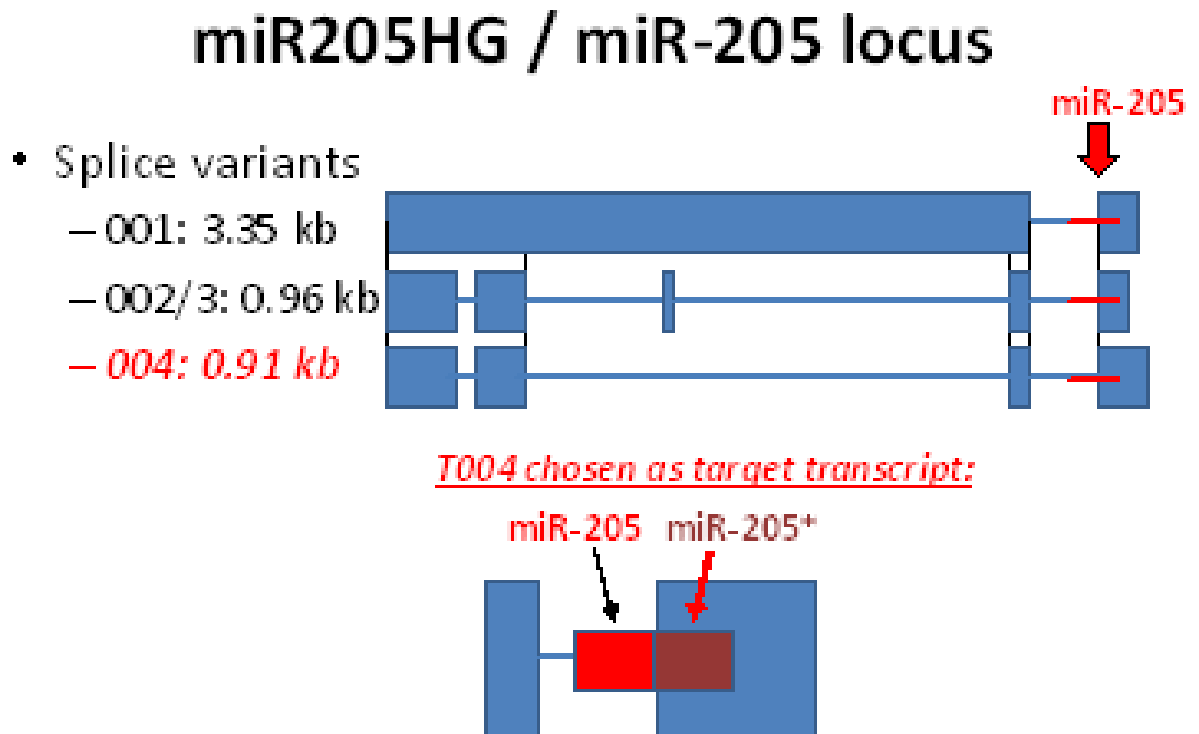 miR205HG / miR-205 locus
miR-205
• Splice variants
–001: 3.35 kb
–002/3: 0.96 kb
–004: 0.91 kb
T004 chosen as target transcript:
miR-205 miR-205*